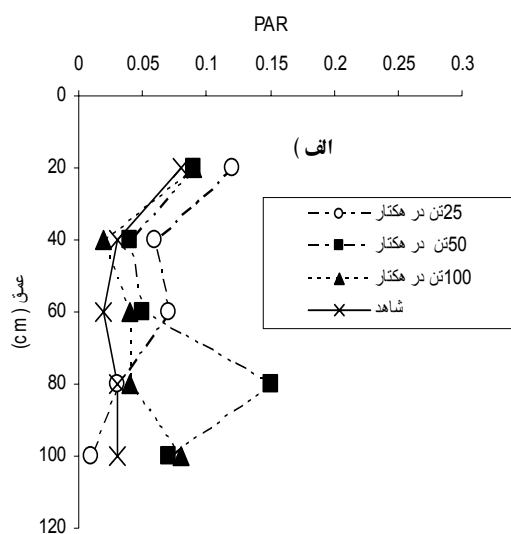 PAR
0 0.05 0.1 0.15 0.2 0.25 0.3
0
20
40
60
80
100
120
عمق (cm)
الف )
25تن در هکتار
50تن در هکتار
100تن در هکتار
شاهد